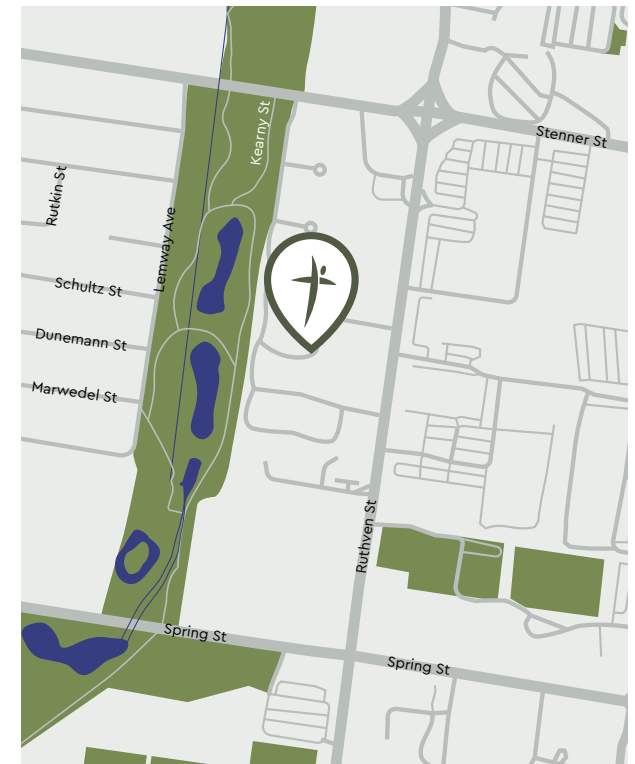 Kearny St
Stenner St
Rutkin St
Lemway Ave
Schultz St
Dunemann St
Marwedel St
Ruthven St
Spring St
Spring St